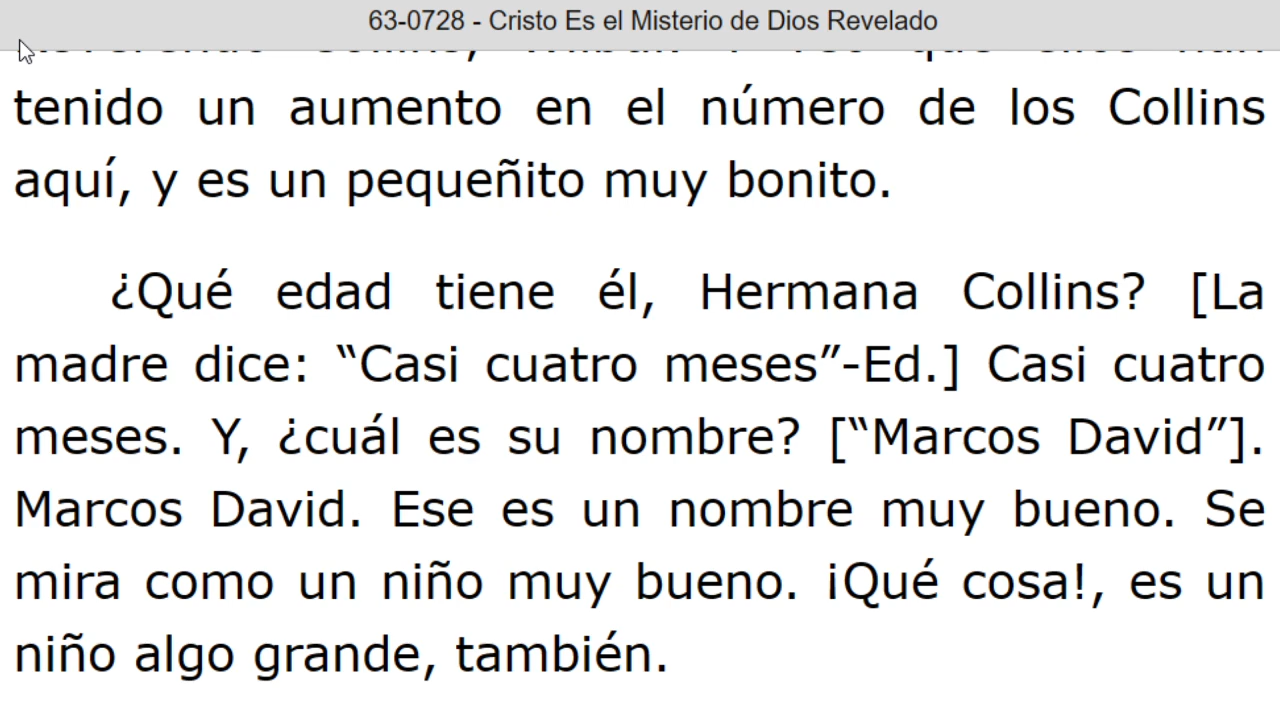 63-0728 - Cristo Es el Misterio de Dios Revelado
tenido un aumento en el número de los Collins
aquí, y es un pequeñito muy bonito.
¿Qué edad tiene él, Hermana Collins? [La
madre dice: “Casi cuatro meses”-Ed.] Casi cuatro
meses. Y, ¿cuál es su nombre? [“Marcos David”].
Marcos David. Ese es un nombre muy bueno. Se
mira como un niño muy bueno. ¡Qué cosa!, es un
niño algo grande, también.